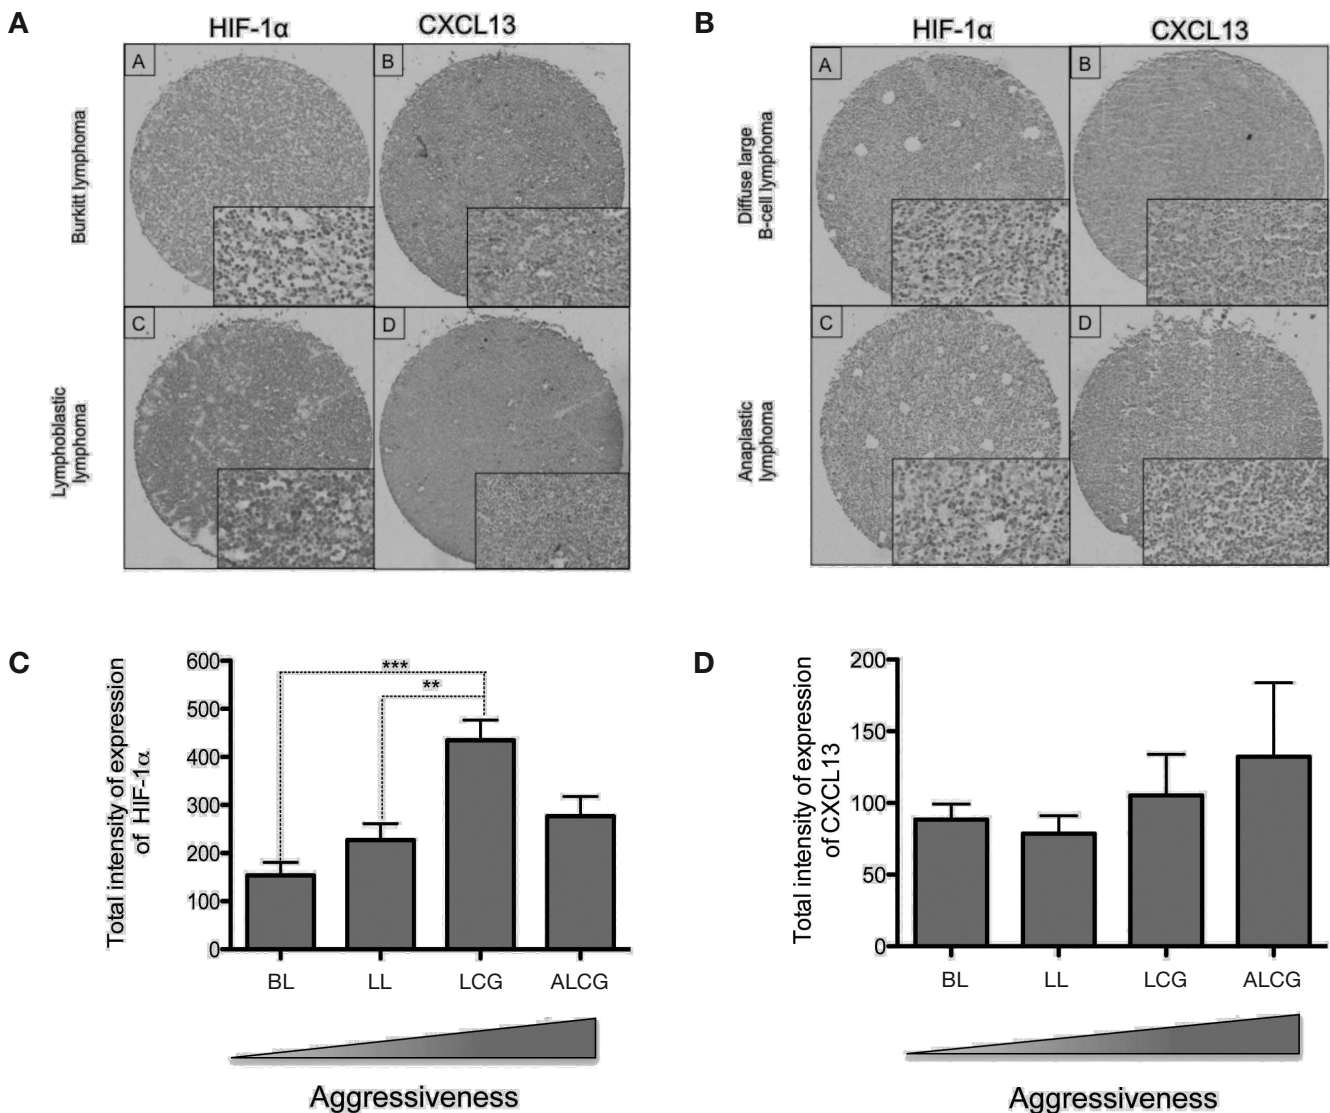 A
HIF-1α
CXCL13
A
B
Burkitt lymphoma
C
D
Lymphoblastic
lymphoma
B
HIF-1α
CXCL13
A
B
Diffuse large
B-cell lymphoma
C
D
Anaplastic
lymphoma
C
Total intensity of expression
of HIF-1α
600
500
400
300
200
100
0
***
**
BL
LL
LCG
ALCG
Aggressiveness
D
Total intensity of expression
of CXCL13
200
150
100
50
0
BL
LL
LCG
ALCG
Aggressiveness